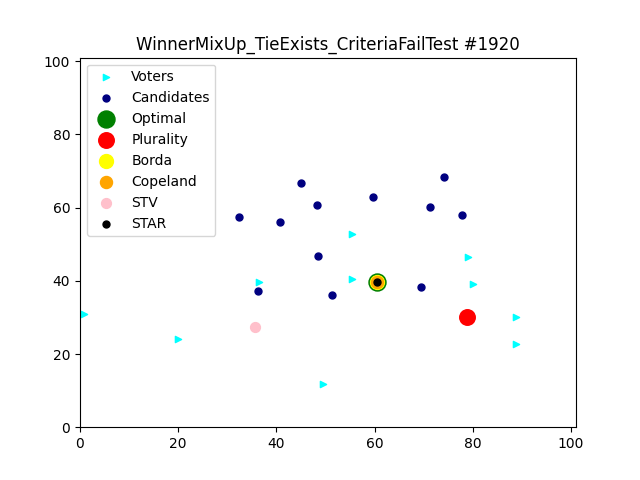 WinnerMixUp_TieExists_CriteriaFailTest #1920
Voters
Candidates
Optimal
Plurality
Borda
Copeland
STV
STAR
100
80
60
40
20
0
0 20 40 60 80 100